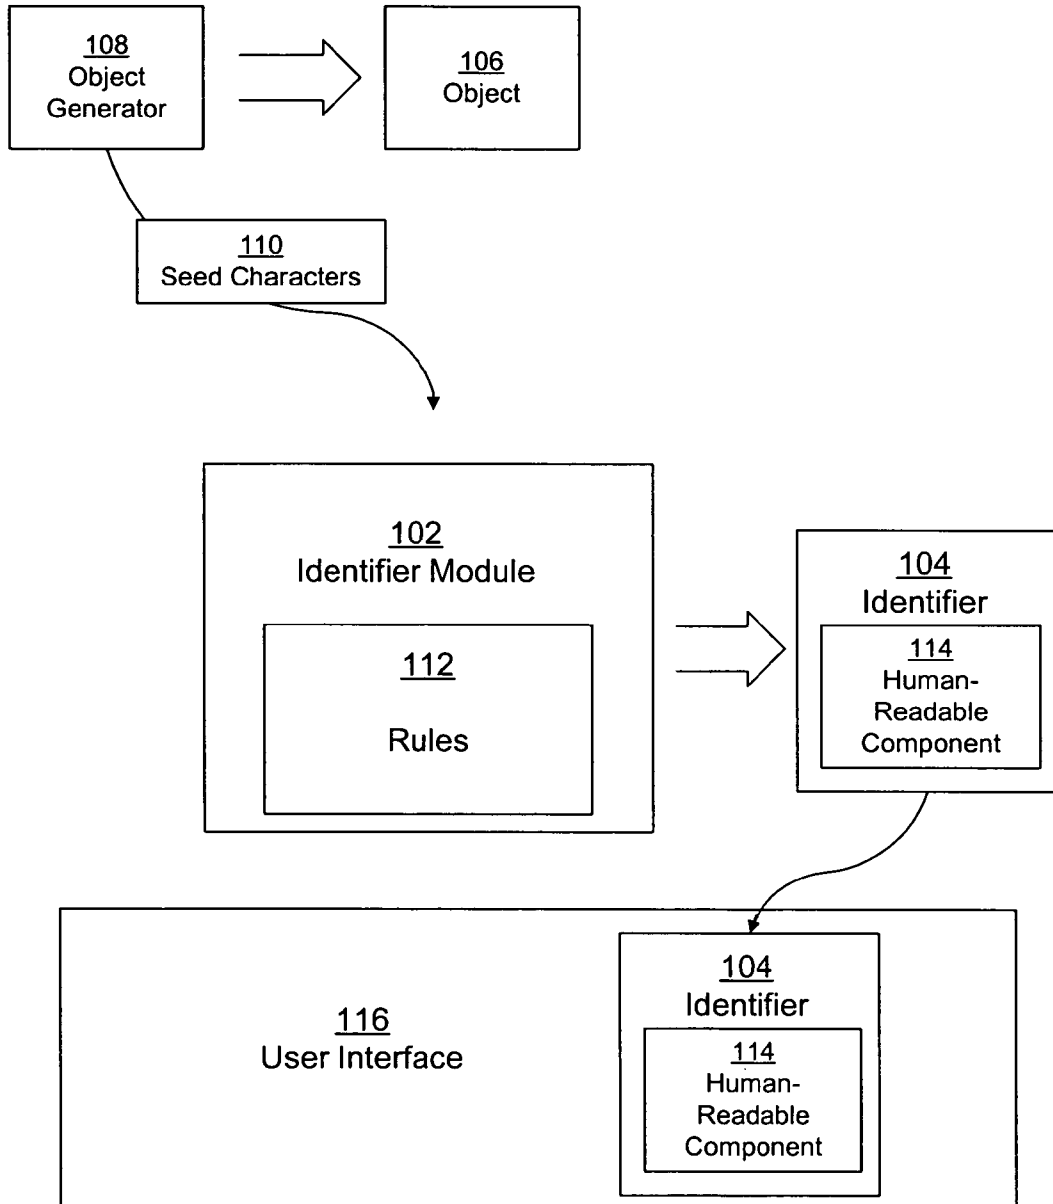 108
Object
Generator
106
Object
110
Seed Characters
102
Identifier Module
112
Rules
104
Identifier
114
Human-
Readable
Component
116
User Interface
104
Identifier
114
Human-
Readable
Component